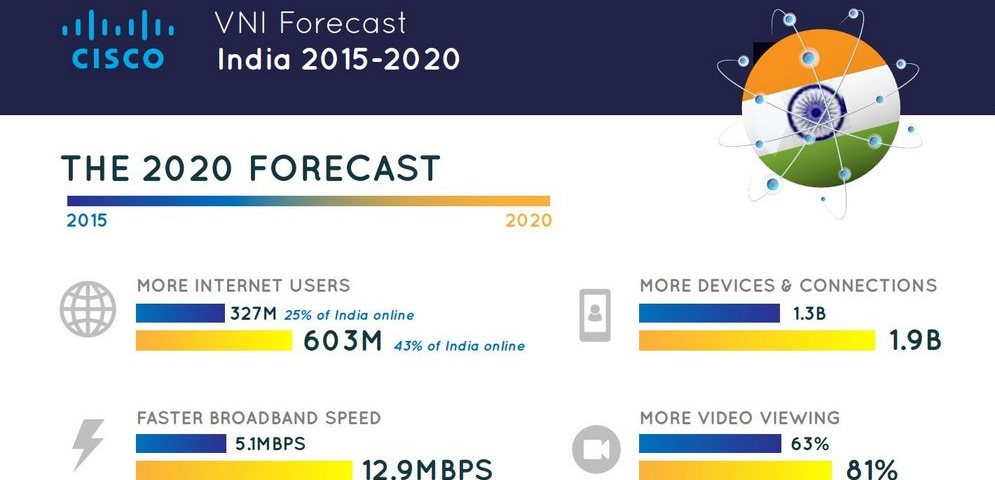 CISCO
VNI Forecast
India 2015-2020
THE 2020 FORECAST
2015
2020
MORE INTERNET USERS
327M 25% of India online
603M 43% of India online
MORE DEVICES & CONNECTIONS
1.3B
1.9B
FASTER BROADBAND SPEED
5.1MBPS
12.9MBPS
MORE VIDEO VIEWING
63%
81%